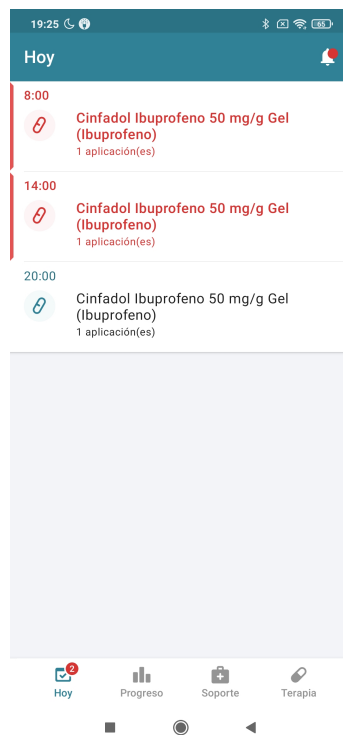 19:25
65
Hoy
8:00
Cinfadol Ibuprofeno 50 mg/g Gel
(Ibuprofeno)
1 aplicación(es)
14:00
Cinfadol Ibuprofeno 50 mg/g Gel
(Ibuprofeno)
1 aplicación(es)
20:00
Cinfadol Ibuprofeno 50 mg/g Gel
(Ibuprofeno)
1 aplicación(es)
2
Hoy
Progreso
Soporte
Terapia